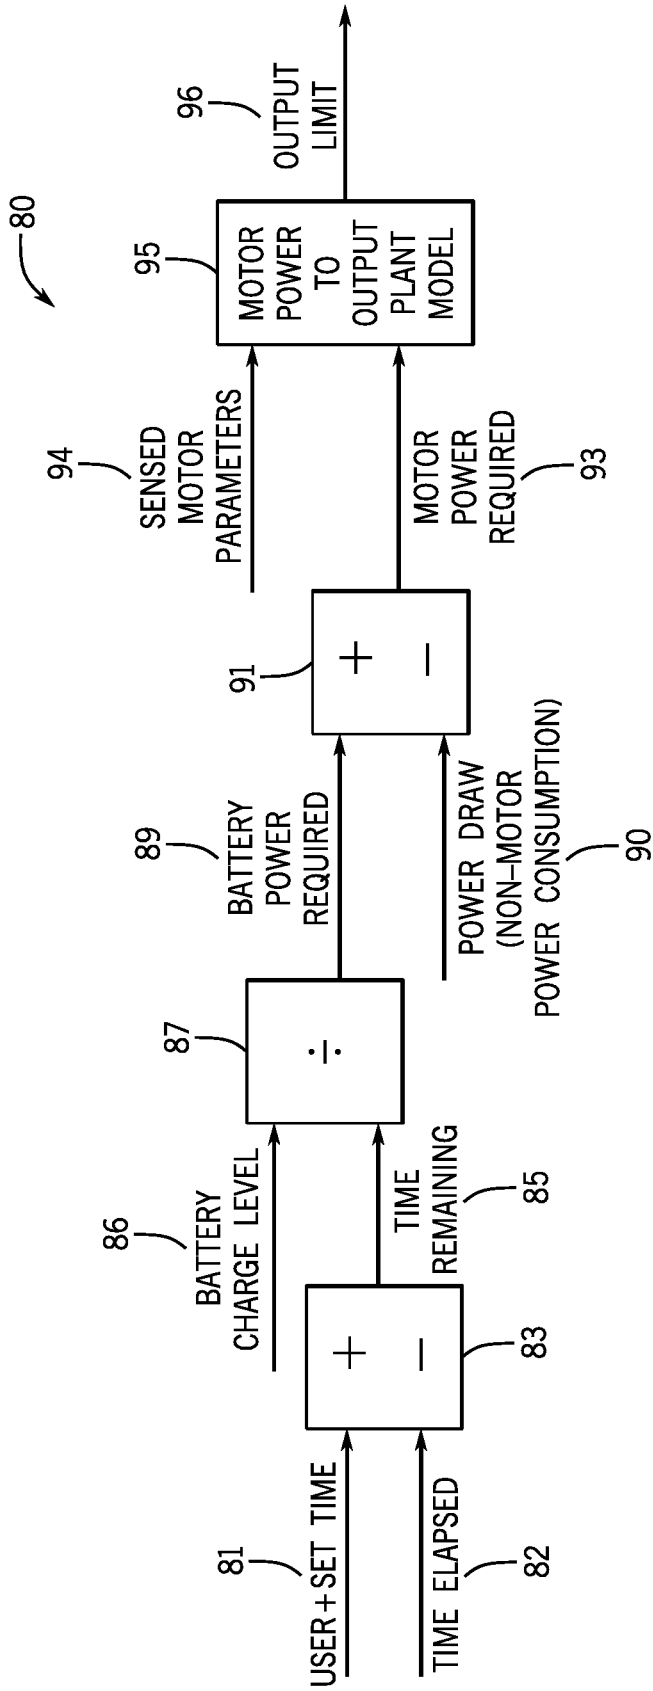 80
81
USER+SET TIME
TIME ELAPSED
82
+
−
83
86
BATTERY
CHARGE LEVEL
TIME
REMAINING
85
87
÷
89
BATTERY
POWER
REQUIRED
POWER DRAW
(NON–MOTOR
POWER CONSUMPTION)
90
91
+
−
94
SENSED
MOTOR
PARAMETERS
MOTOR
POWER
REQUIRED
93
95
MOTOR
POWER
TO
OUTPUT
PLANT
MODEL
96
OUTPUT
LIMIT